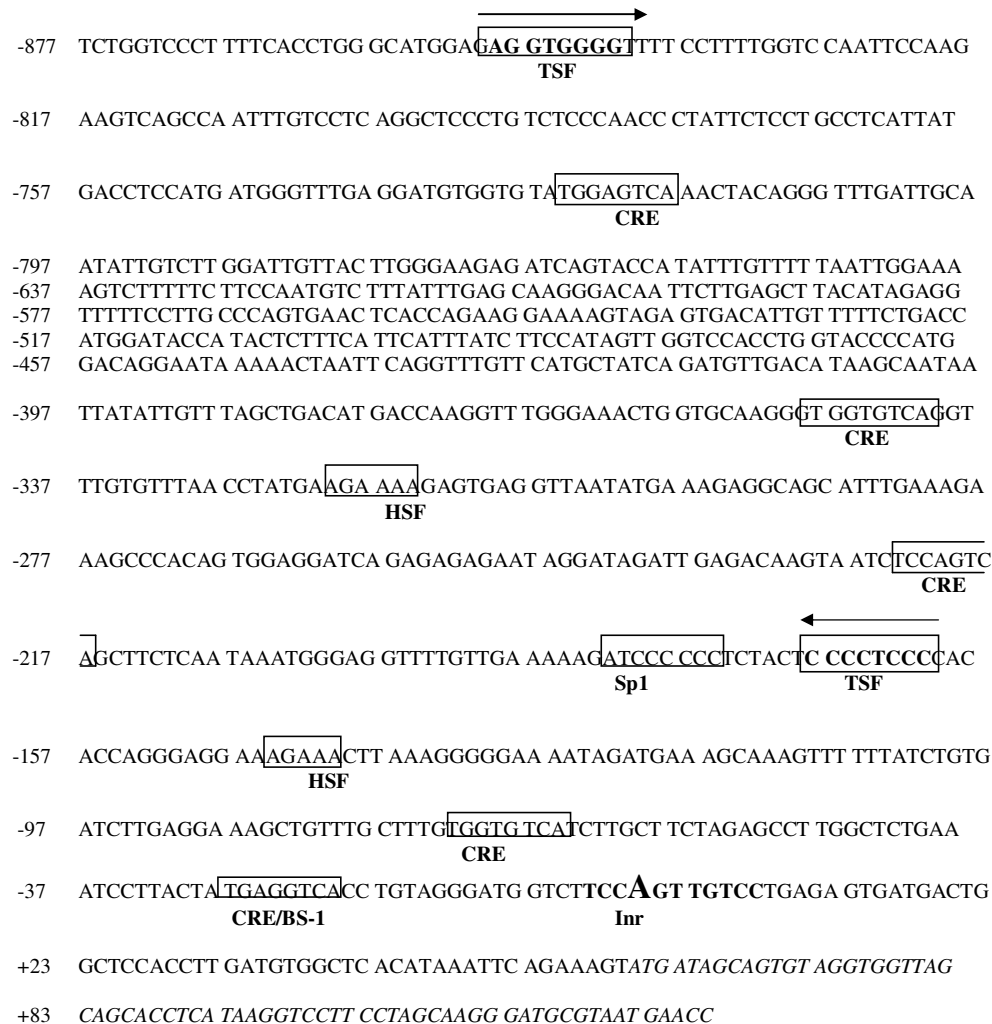 -877 TCTGGTCCCT TTTCACCTGG GCATGGAGGAGG GTGGGGTTTT CCTTTTGGTC CAATTCCAAG
TSF
-817 AAGTCAGCCA ATTTGTCCTC AGGCTCCCTG TCTCCCAACC CTATTCTCCT GCCTCATTAT
-757 GACCTCCATG ATGGGTTTGA GGATGTGGTG TATGGAGTCA AACTACAGGG TTTGATTGCA
CRE
-797 ATATTGTCTT GGATTGTTAC TTGGGAAGAG ATCAGTACCA TATTTGTTTT TAATTGGAAA
-637 AGTCTTTTTC TTCCAATGTC TTTATTTGAG CAAGGGACAA TTCTTGAGCT TACATAGAGG
-577 TTTTTCCTTG CCCAGTGAAC TCACCAGAAG GAAAAGTAGA GTGACATTGT TTTTCTGACC
-517 ATGGATACCA TACTCTTTCA TTCATTTATC TTCCATAGTT GGTCCACCTG GTACCCCATG
-457 GACAGGAATA AAAACTAATT CAGGTTTGTT CATGCTATCA GATGTTGACA TAAGCAATAA
-397 TTATATTGTT TAGCTGACAT GACCAAGGTT TGGGAAACTG GTGCAAGGGT GGTGTCAGGT
CRE
-337 TTGTGTTTAA CCTATGAAGA AAAGAGTGAG GTTAATATGA AAGAGGCAGC ATTTGAAAGA
HSF
-277 AAGCCCACAG TGGAGGATCA GAGAGAGAAT AGGATAGATT GAGACAAGTA ATCTCCAGTC
CRE
-217 AGCTTCTCAA TAAATGGGAG GTTTTGTTGA AAAAGATCCC CCCTCTACTC CCCTCCCCAC
Sp1 TSF
-157 ACCAGGGAGG AAAGAAACTT AAAGGGGGAA AATAGATGAA AGCAAAGTTT TTTATCTGTG
HSF
-97 ATCTTGAGGA AAGCTGTTTG CTTTGTGGTG TCATCTTGCT TCTAGAGCCT TGGCTCTGAA
CRE
-37 ATCCTTACTA TGAGGTCACC TGTAGGGATG GTCTTCCAGT TGTCCTGAGA GTGATGACTG
CRE/BS-1 Inr
+23 GCTCCACCTT GATGTGGCTC ACATAAATTC AGAAAGTATG ATAGCAGTGT AGGTGGTTAG
+83 CAGCACCTCA TAAGGTCCTT CCTAGCAAGG GATGCGTAAT GAACC